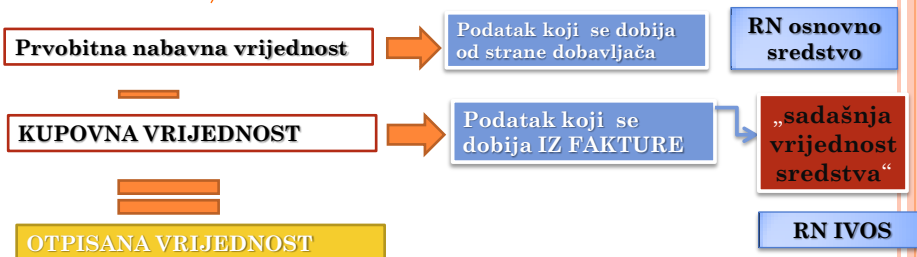 Prvobitna nabavna vrijednost
Podatak koji se dobija
od strane dobavljača
RN osnovno
sredstvo
KUPOVNA VRIJEDNOST
Podatak koji se
dobija IZ FAKTURE
„sadašnja
vrijednost
sredstva“
OTPISANA VRIJEDNOST
RN IVOS